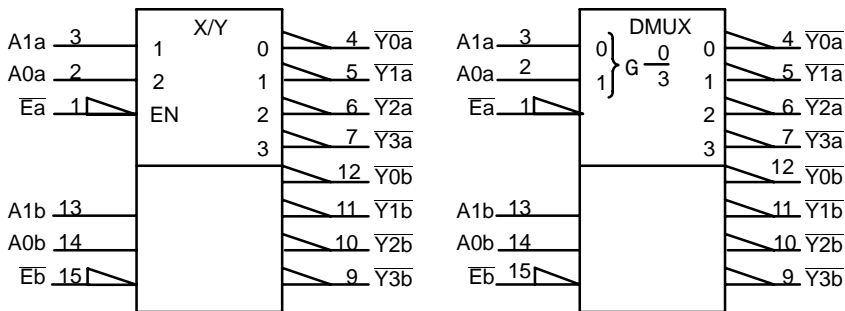 X/Y
A1a 3 1 0 4 Y0a
A0a 2 2 1 5 Y1a
Ea 1 EN 2 6 Y2a
3 7 Y3a
12 Y0b
A1b 13 11 Y1b
A0b 14 10 Y2b
Eb 15 9 Y3b
DMUX
A1a 3 0 0 4 Y0a
A0a 2 1 } G 0/3 1 5 Y1a
Ea 1 2 6 Y2a
3 7 Y3a
12 Y0b
A1b 13 11 Y1b
A0b 14 10 Y2b
Eb 15 9 Y3b